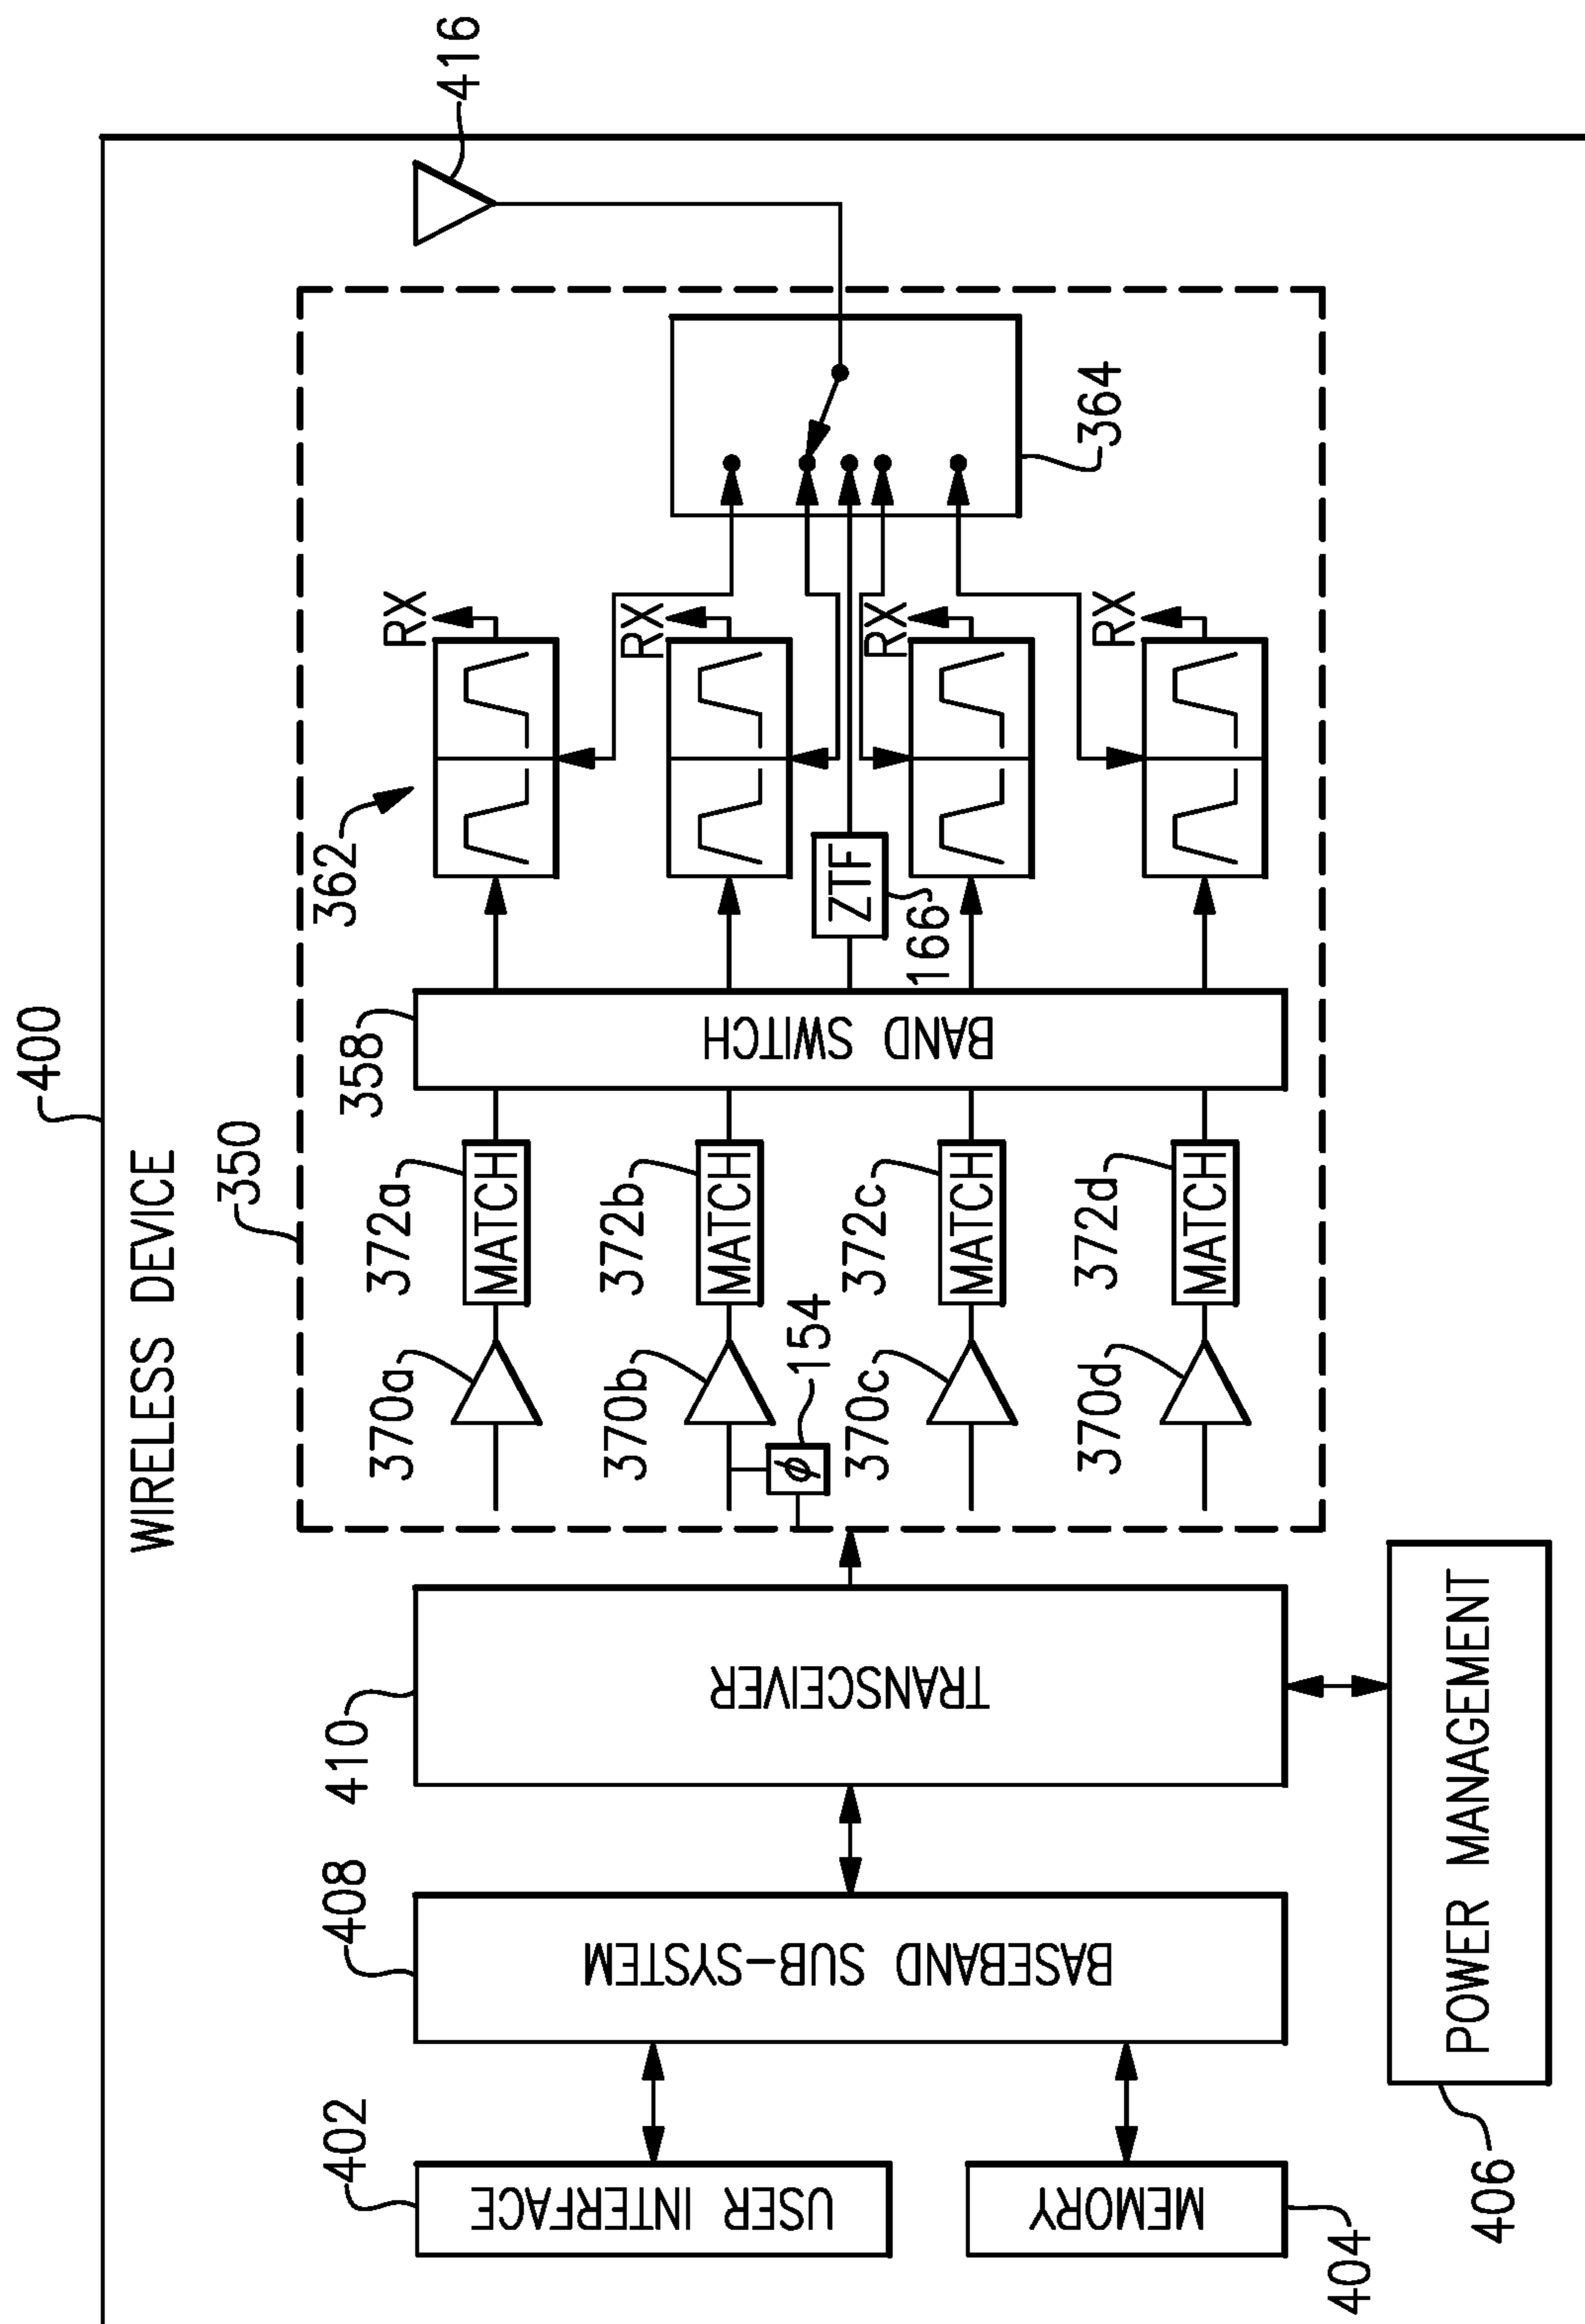 400
WIRELESS DEVICE
350
416
362
RX
RX
RX
RX
358
BAND SWITCH
ZTF
166
364
370a
372a
MATCH
370b
372b
MATCH
154
ϕ
370c
372c
MATCH
370d
372d
MATCH
410
TRANSCEIVER
408
BASEBAND SUB-SYSTEM
402
USER INTERFACE
MEMORY
404
POWER MANAGEMENT
406